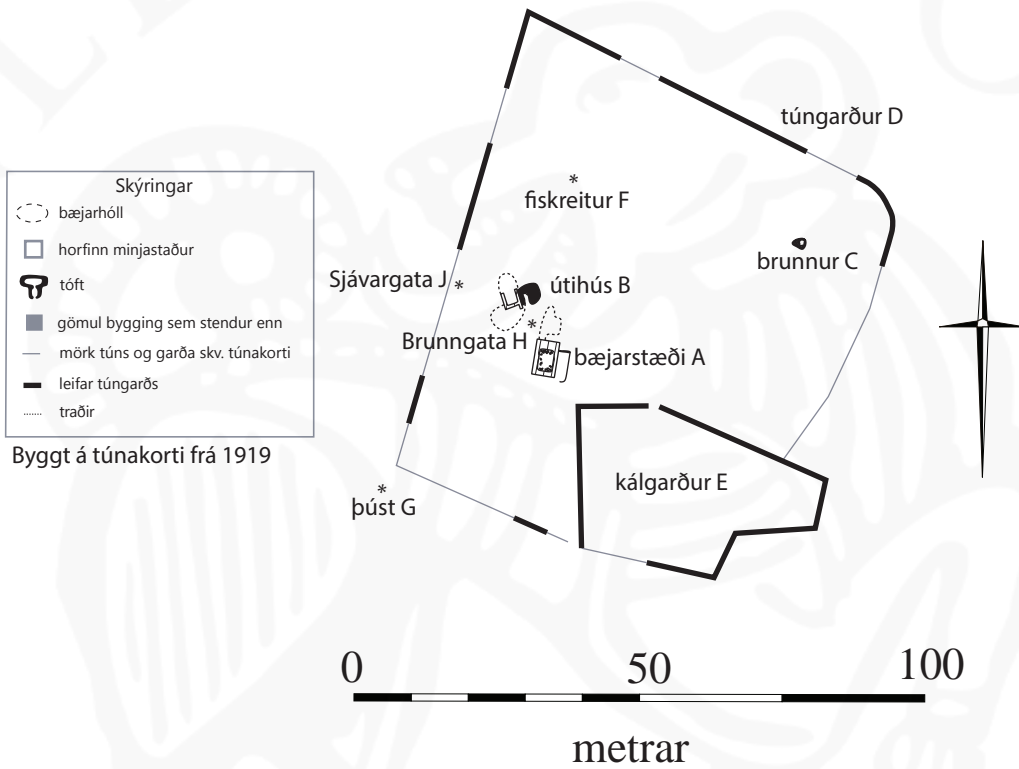 túngarður D
Skýringar
bæjarhóll
horfinn minjastaður
tóft
gömul bygging sem stendur enn
mörk túns og garða skv. túnakorti
leifar túngarðs
traðir
Byggt á túnakorti frá 1919
fiskreitur F
brunnur C
Sjávargata J
útihús B
Brunngata H
bæjarstæði A
kálgarður E
þúst G
0 50 100
metrar